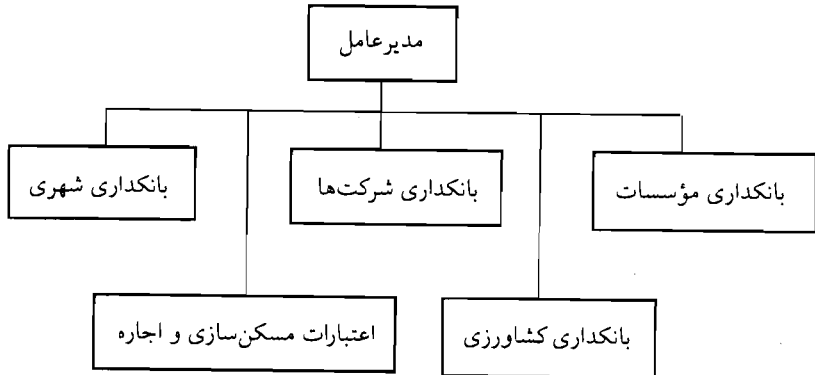 مدیرعامل
بانکداری مؤسسات
بانکداری شرکت‌ها
بانکداری شهری
بانکداری کشاورزی
اعتبارات مسکن‌سازی و اجاره